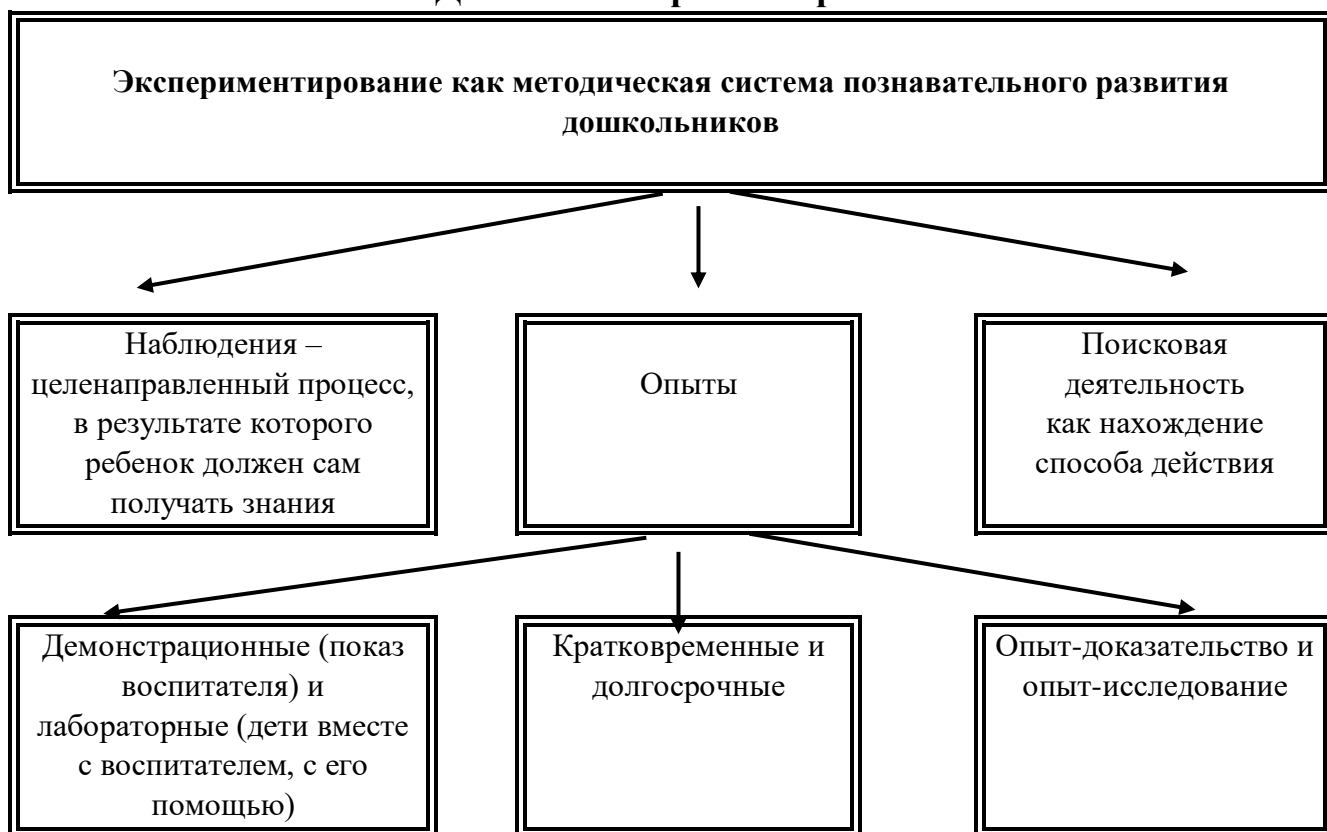 Экспериментирование как методическая система познавательного развития
дошкольников
Наблюдения –
целенаправленный процесс,
в результате которого
ребенок должен сам
получать знания
Опыты
Поисковая
деятельность
как нахождение
способа действия
Демонстрационные (показ
воспитателя) и
лабораторные (дети вместе
с воспитателем, с его
помощью)
Кратковременные и
долгосрочные
Опыт-доказательство и
опыт-исследование